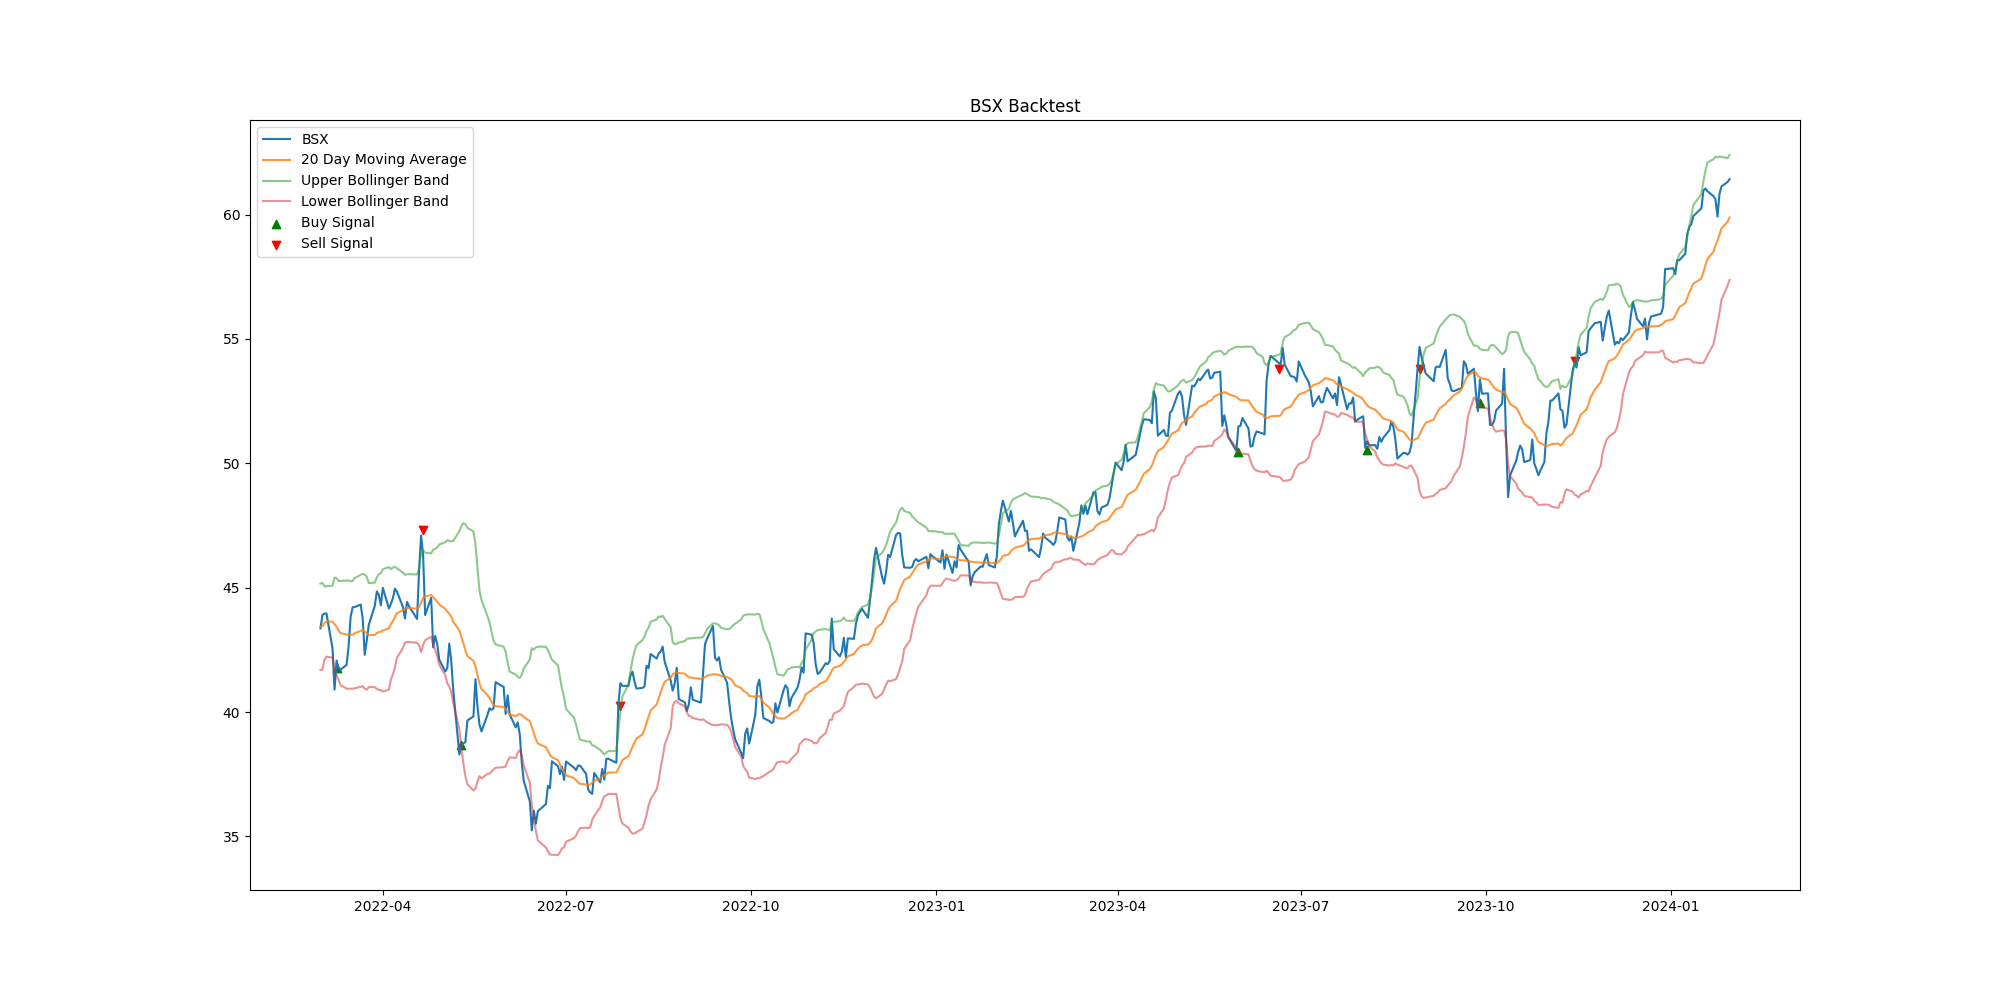 BSX Backtest
BSX
20 Day Moving Average
Upper Bollinger Band
Lower Bollinger Band
Buy Signal
Sell Signal
60
55
50
45
40
35
2022-04 2022-07 2022-10 2023-01 2023-04 2023-07 2023-10 2024-01